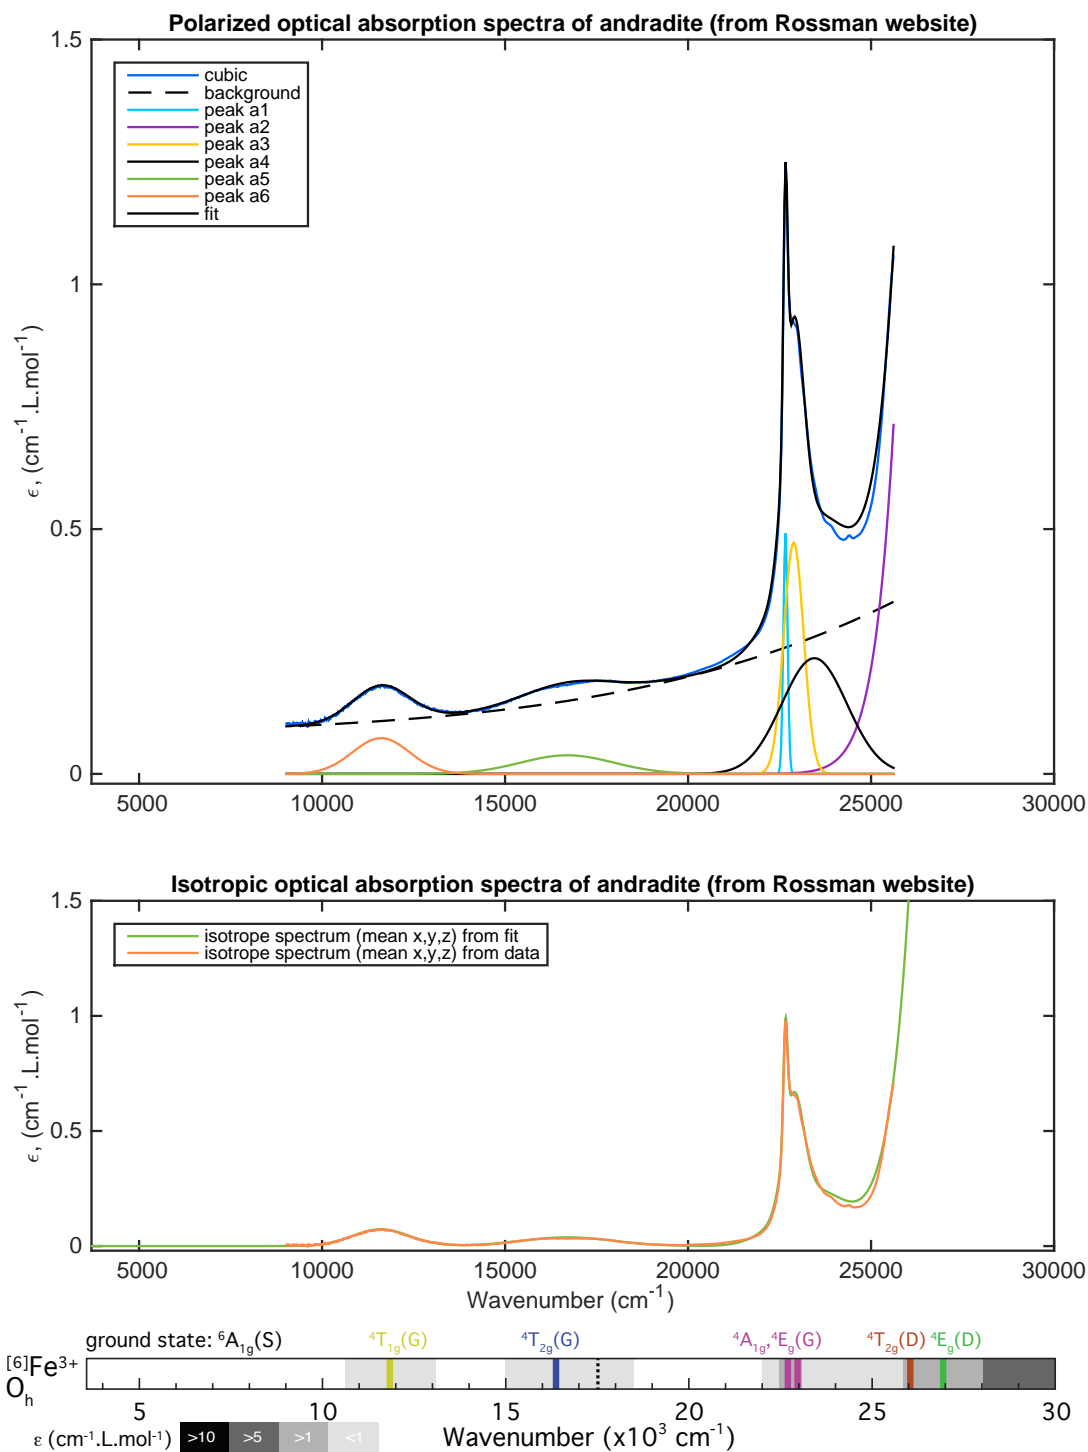 Polarized optical absorption spectra of andradite (from Rossman website)
1.5
cubic
background
peak a1
peak a2
peak a3
peak a4
peak a5
peak a6
fit
1
ϵ, (cm⁻¹.L.mol⁻¹)
0.5
0
5000 10000 15000 20000 25000 30000
Isotropic optical absorption spectra of andradite (from Rossman website)
1.5
isotrope spectrum (mean x,y,z) from fit
isotrope spectrum (mean x,y,z) from data
1
ϵ, (cm⁻¹.L.mol⁻¹)
0.5
0
5000 10000 15000 20000 25000 30000
Wavenumber (cm⁻¹)
ground state: ⁶A₁g(S) ⁴T₁g(G) ⁴T₂g(G) ⁴A₁g,⁴Eg(G) ⁴T₂g(D) ⁴Eg(D)
[6]Fe³⁺
Oₕ
5 10 15 20 25 30
ε (cm⁻¹.L.mol⁻¹) >10 >5 >1 <1 Wavenumber (x10³ cm⁻¹)